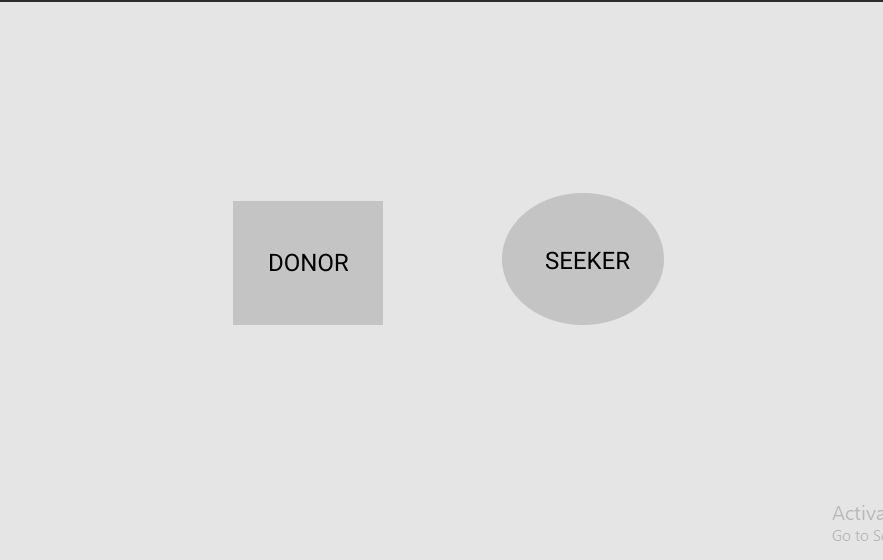 DONOR
SEEKER
Activa
Go to S